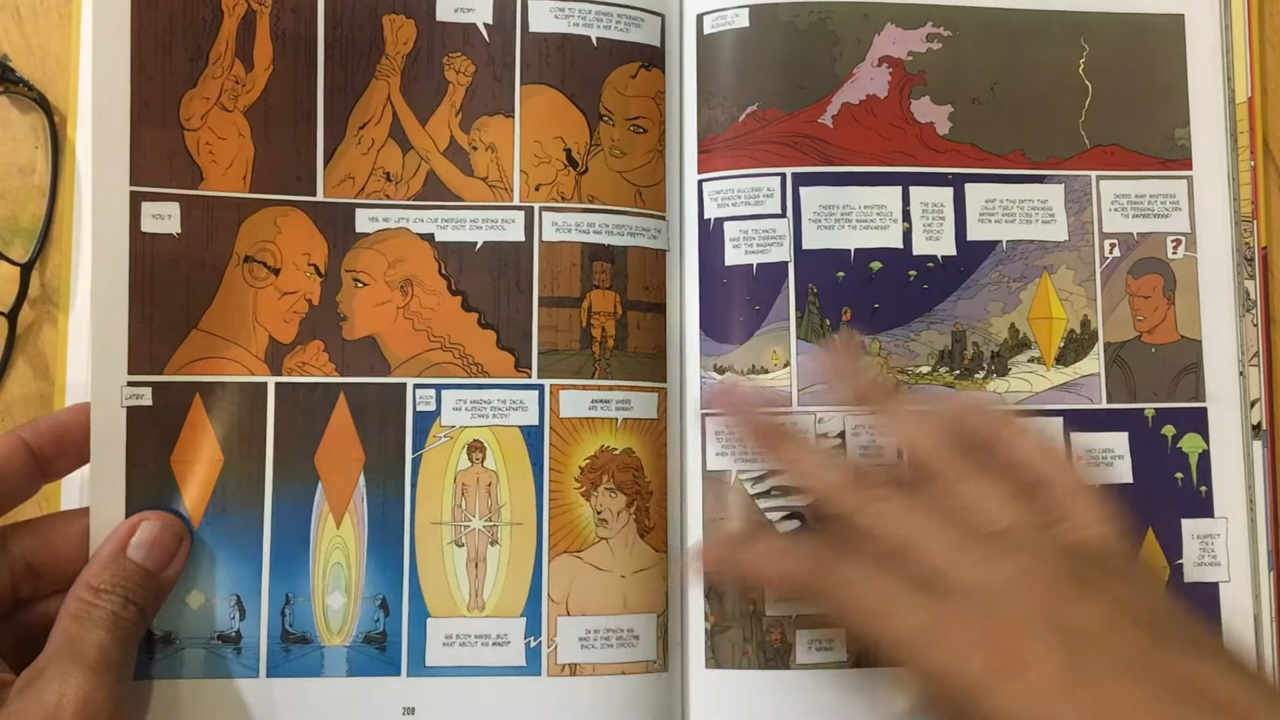 STOP!
COME TO YOUR SENSES, METABARON!
ACCEPT THE LOSS OF MY SISTER!
I AM HERE IN HER PLACE!
YOU?
YES, ME! LET'S JOIN OUR ENERGIES AND BRING BACK
THAT IDIOT, JOHN DIFOOL.
I'LL GO SEE HOW DEEPO'S DOING! THE
POOR THING WAS FEELING PRETTY LOW!
LATER...
SOON
AFTER...
IT'S AMAZING! THE INCAL
HAS ALREADY REINCARNATED
JOHN'S BODY!
HIS BODY MAYBE...BUT
WHAT ABOUT HIS MIND?
ANIMAH! WHERE
ARE YOU, ANIMAH?
IN MY OPINION HIS
MIND IS FINE! WELCOME
BACK, JOHN DIFOOL!
208
LATER, ON
AQUAEND...
COMPLETE SUCCESS! ALL
THE SHADOW EGGS HAVE
BEEN NEUTRALIZED!
THE TECHNOS
HAVE BEEN DISBANDED
AND THE MAGNATES
BANISHED!
THERE'S STILL A MYSTERY,
THOUGH! WHAT COULD INDUCE
THEM TO BETRAY MANKIND TO THE
POWER OF THE DARKNESS?
THE INCAL
BELIEVES
IT'S SOME
KIND OF
PSYCHO
VIRUS!
WHAT IS THIS ENTITY THAT
CALLS ITSELF THE DARKNESS
ANYWAY? WHERE DOES IT COME
FROM AND WHAT DOES IT WANT?
INDEED, MANY MYSTERIES
STILL REMAIN! BUT WE HAVE
A MORE PRESSING CONCERN:
THE EMPERORESS!
?
?
WHO CARES,
AS LONG AS WE'RE
TOGETHER.
I SUSPECT
IT'S A
TRICK
OF THE
DARKNESS.
LET'S TRY
IT ANYWAY!